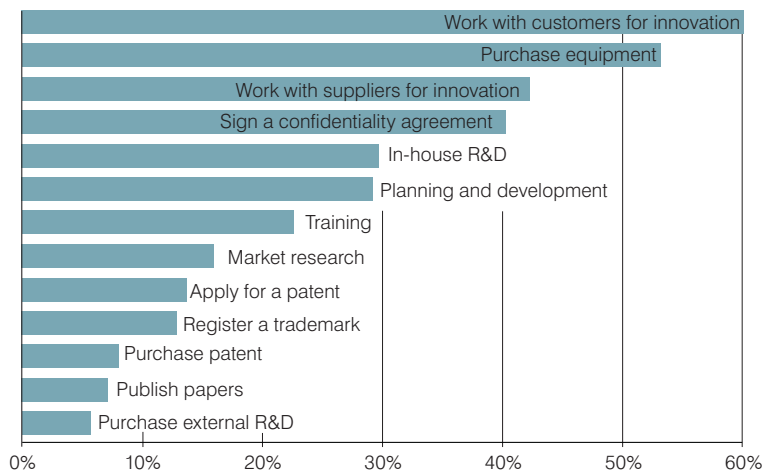 Work with customers for innovation
Purchase equipment
Work with suppliers for innovation
Sign a confidentiality agreement
In-house R&D
Planning and development
Training
Market research
Apply for a patent
Register a trademark
Purchase patent
Publish papers
Purchase external R&D
0% 10% 20% 30% 40% 50% 60%